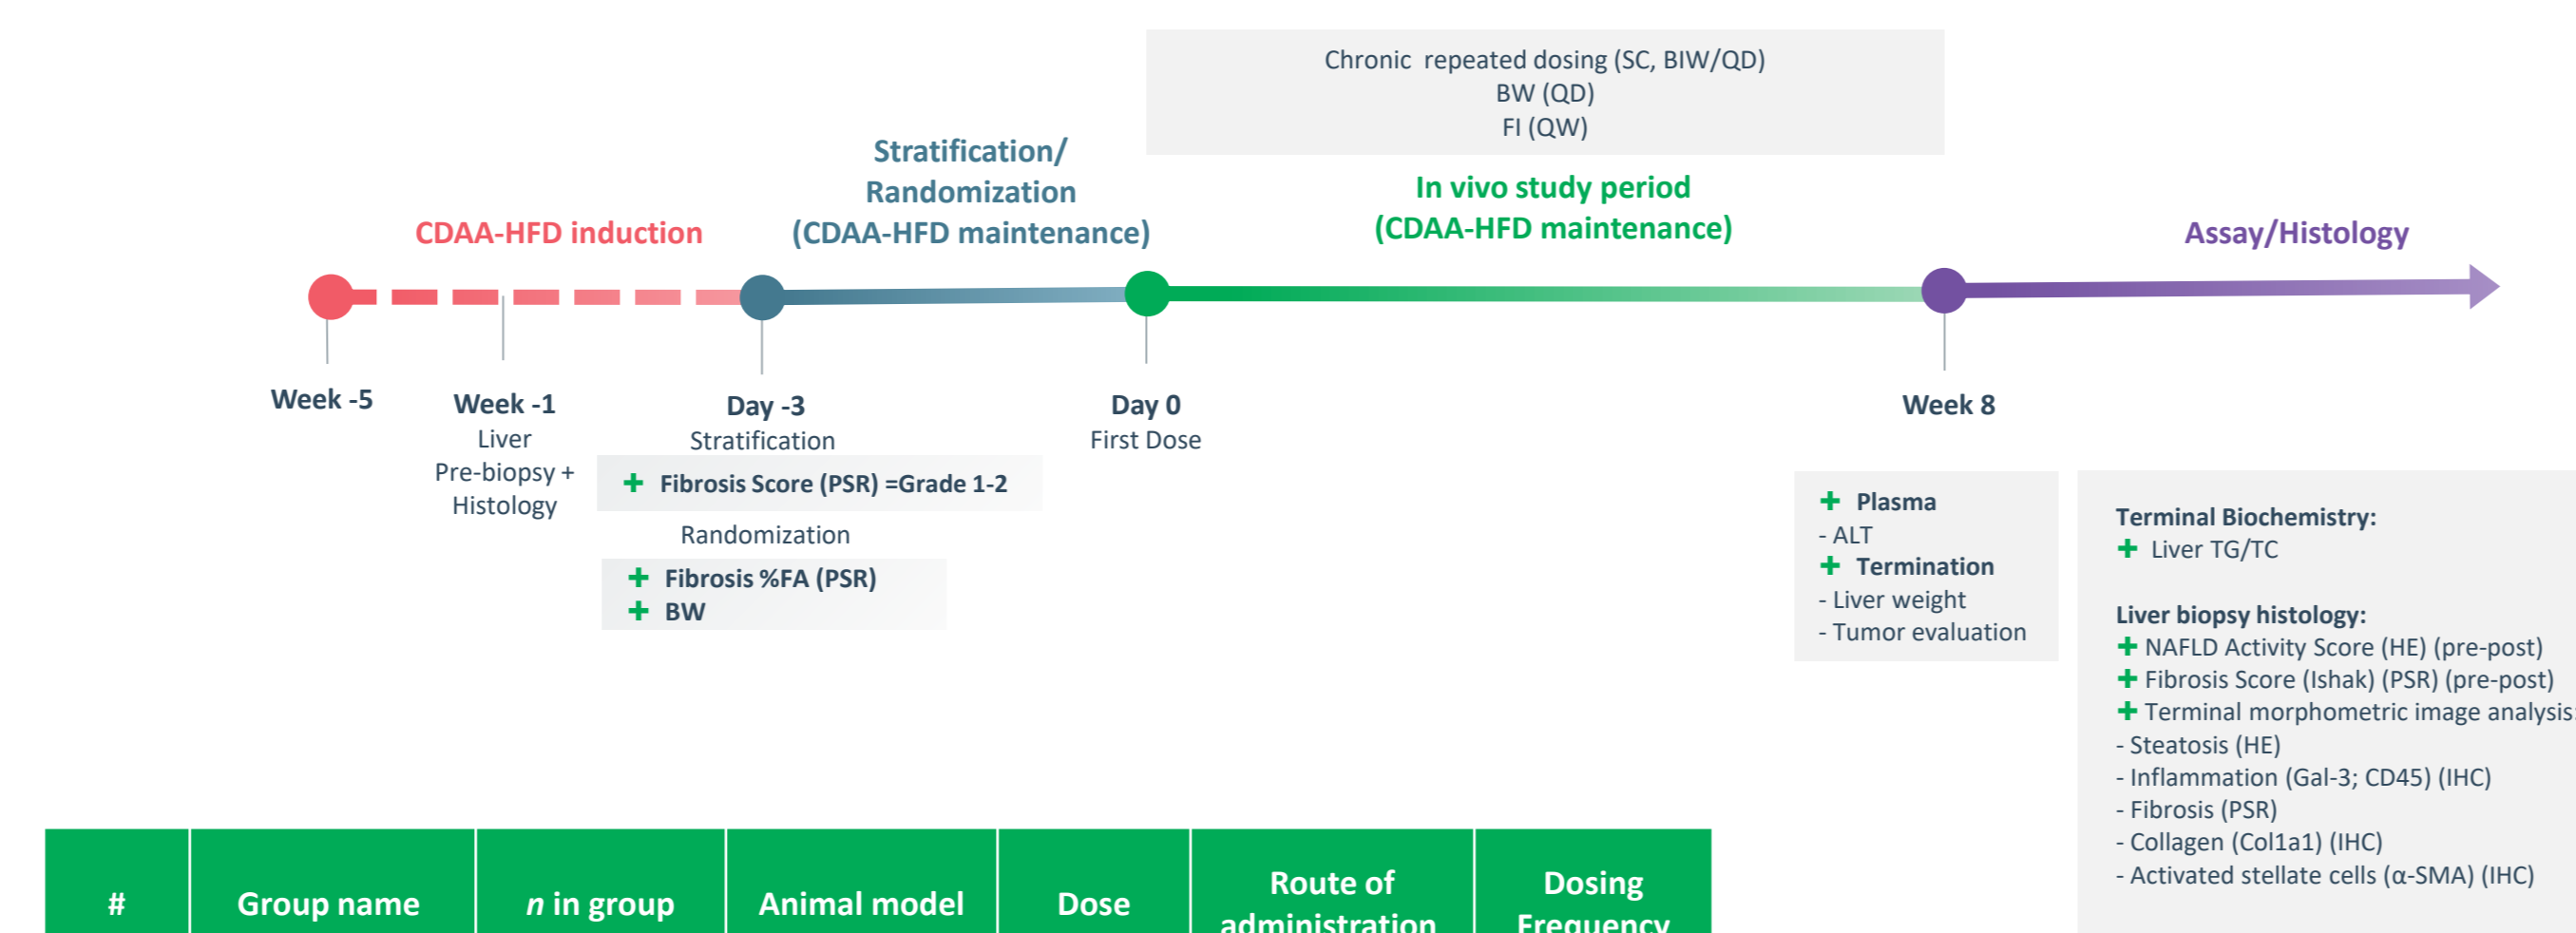 Chronic  repeated dosing (SC, BIW/QD)
BW (QD)
FI (QW)
CDAA-HFD induction
Stratification/
Randomization
(CDAA-HFD maintenance)
In vivo study period
(CDAA-HFD maintenance)
Assay/Histology
Week -5
Week -1
Liver
Pre-biopsy +
Histology
Day -3
Stratification
+ Fibrosis Score (PSR) =Grade 1-2
Randomization
+ Fibrosis %FA (PSR)
+ BW
Day 0
First Dose
Week 8
+ Plasma
- ALT
+ Termination
- Liver weight
- Tumor evaluation
Terminal Biochemistry:
+ Liver TG/TC
Liver biopsy histology:
+ NAFLD Activity Score (HE) (pre-post)
+ Fibrosis Score (Ishak) (PSR) (pre-post)
+ Terminal morphometric image analysis:
- Steatosis (HE)
- Inflammation (Gal-3; CD45) (IHC)
- Fibrosis (PSR)
- Collagen (Col1a1) (IHC)
- Activated stellate cells (α-SMA) (IHC)
#
Group name
n in group
Animal model
Dose
Route of
administration
Dosing
Frequency